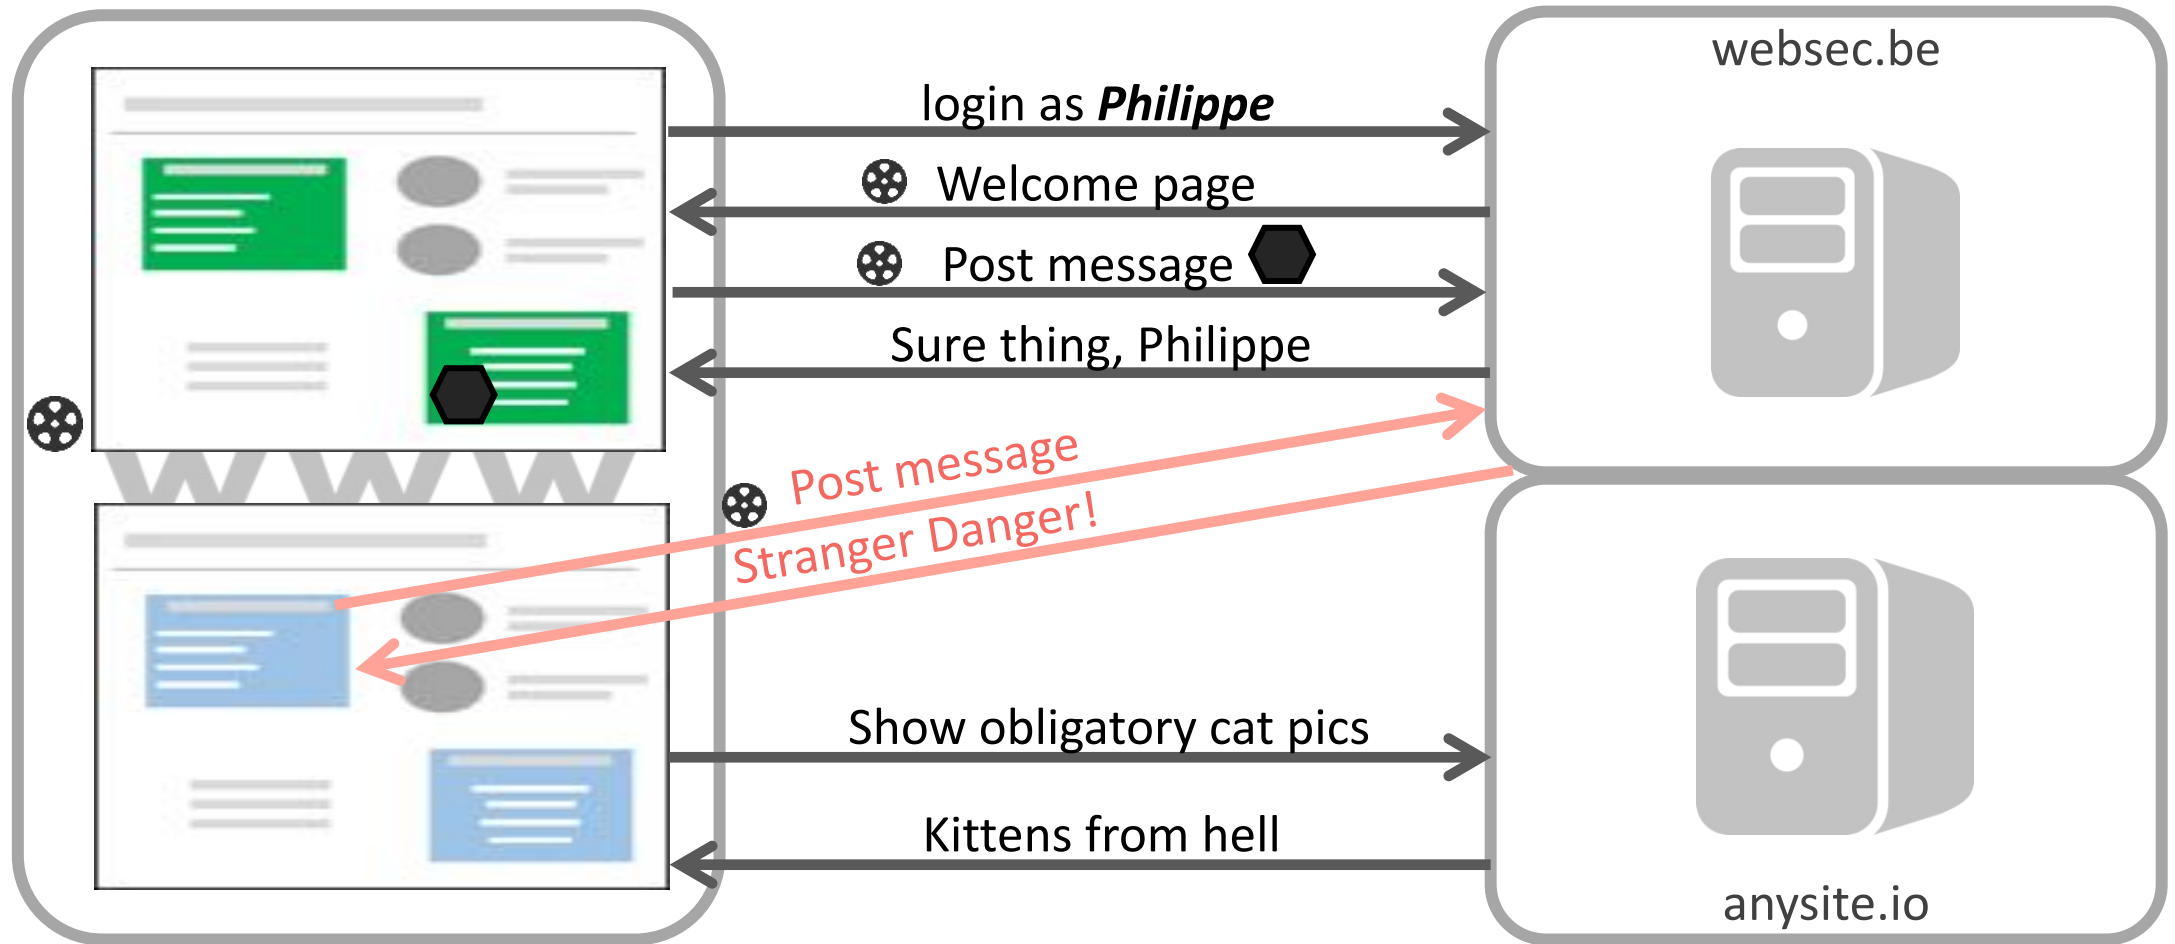 websec.be
login as Philippe
Welcome page
Post message
Sure thing, Philippe
www
Post message
Stranger Danger!
Show obligatory cat pics
Kittens from hell
anysite.io